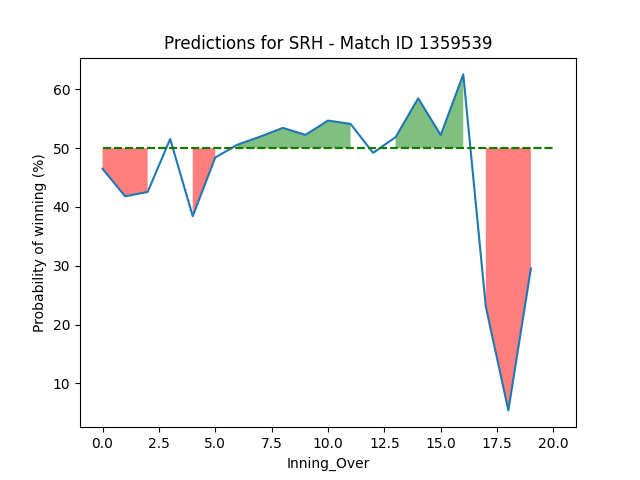 Predictions for SRH - Match ID 1359539
Probability of winning (%)
60
50
40
30
20
10
0.0 2.5 5.0 7.5 10.0 12.5 15.0 17.5 20.0
Inning_Over